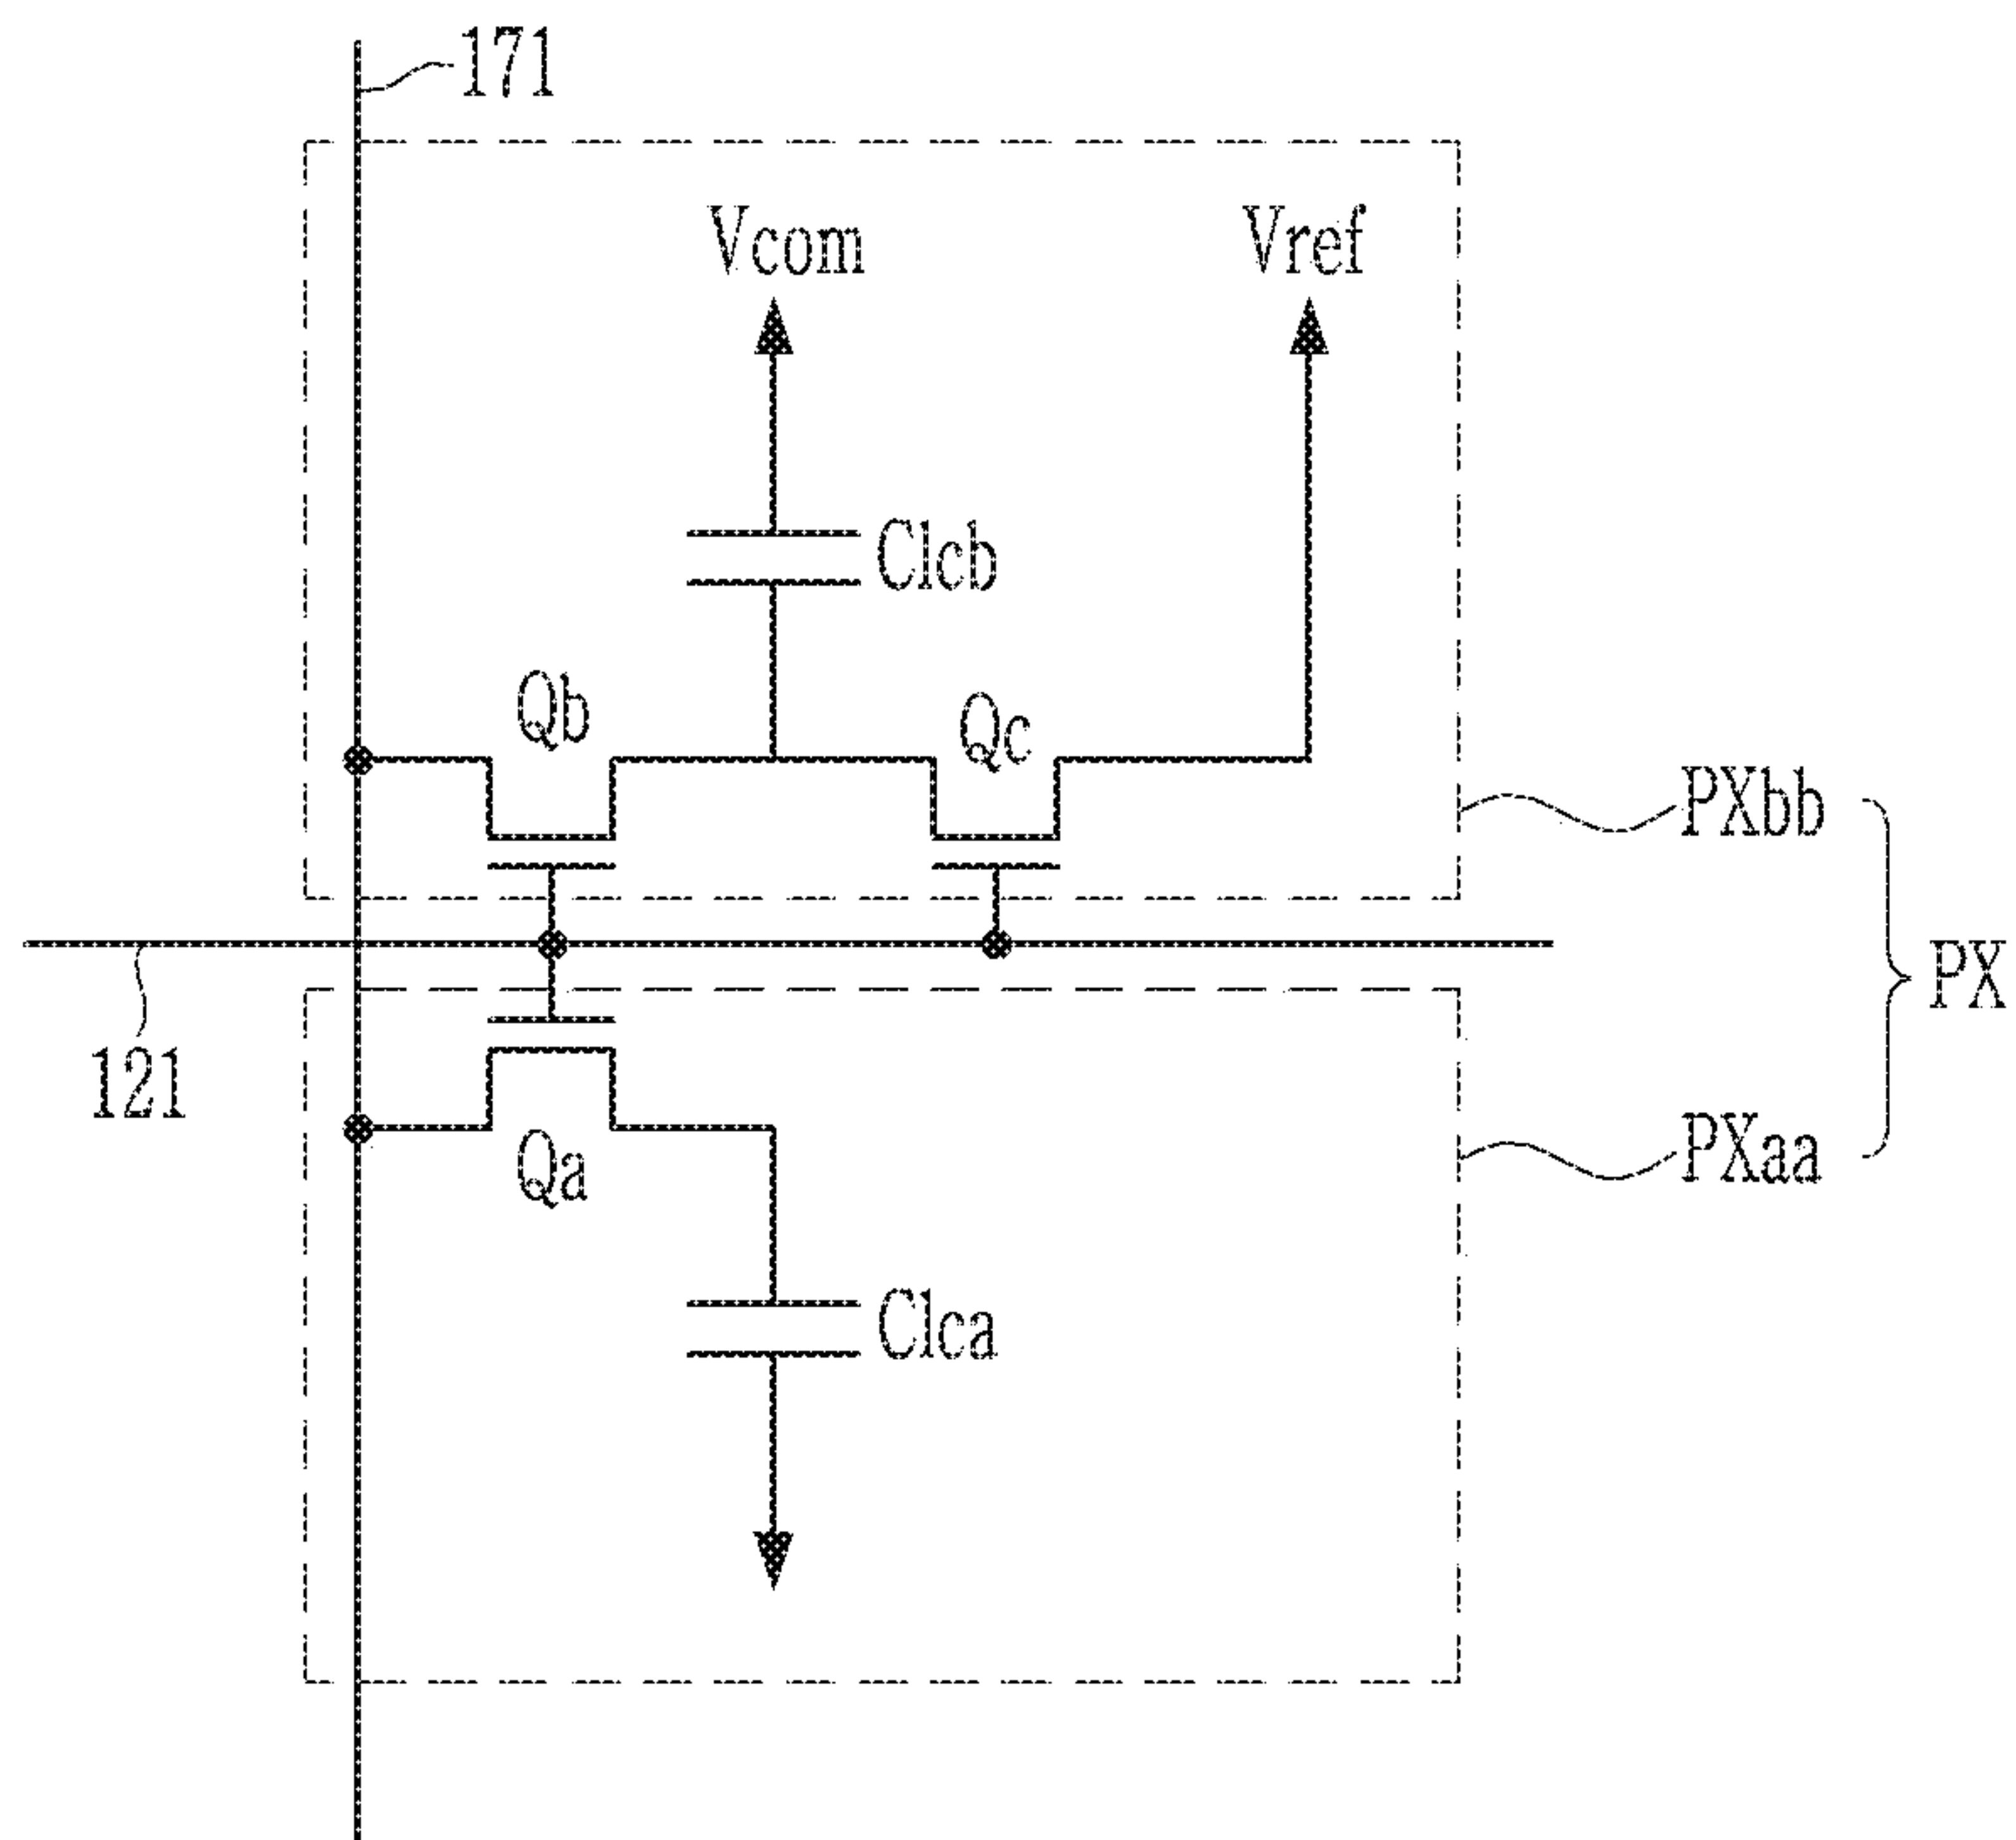 171
Vcom
Vref
Clcb
Qb
Qc
PXbb
PX
121
PXaa
Qa
Clca